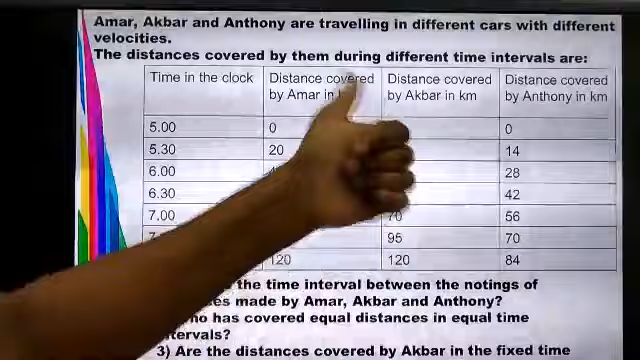 Amar, Akbar and Anthony are travelling in different cars with different
velocities.
The distances covered by them during different time intervals are:
Time in the clock Distance covered by Amar in Distance covered by Akbar in km Distance covered by Anthony in km
5.00 0 0
5.30 20 14
6.00 28
6.30 42
7.00 70 56
95 70
120 120 84
the time interval between the notings of
made by Amar, Akbar and Anthony?
has covered equal distances in equal time
3) Are the distances covered by Akbar in the fixed time